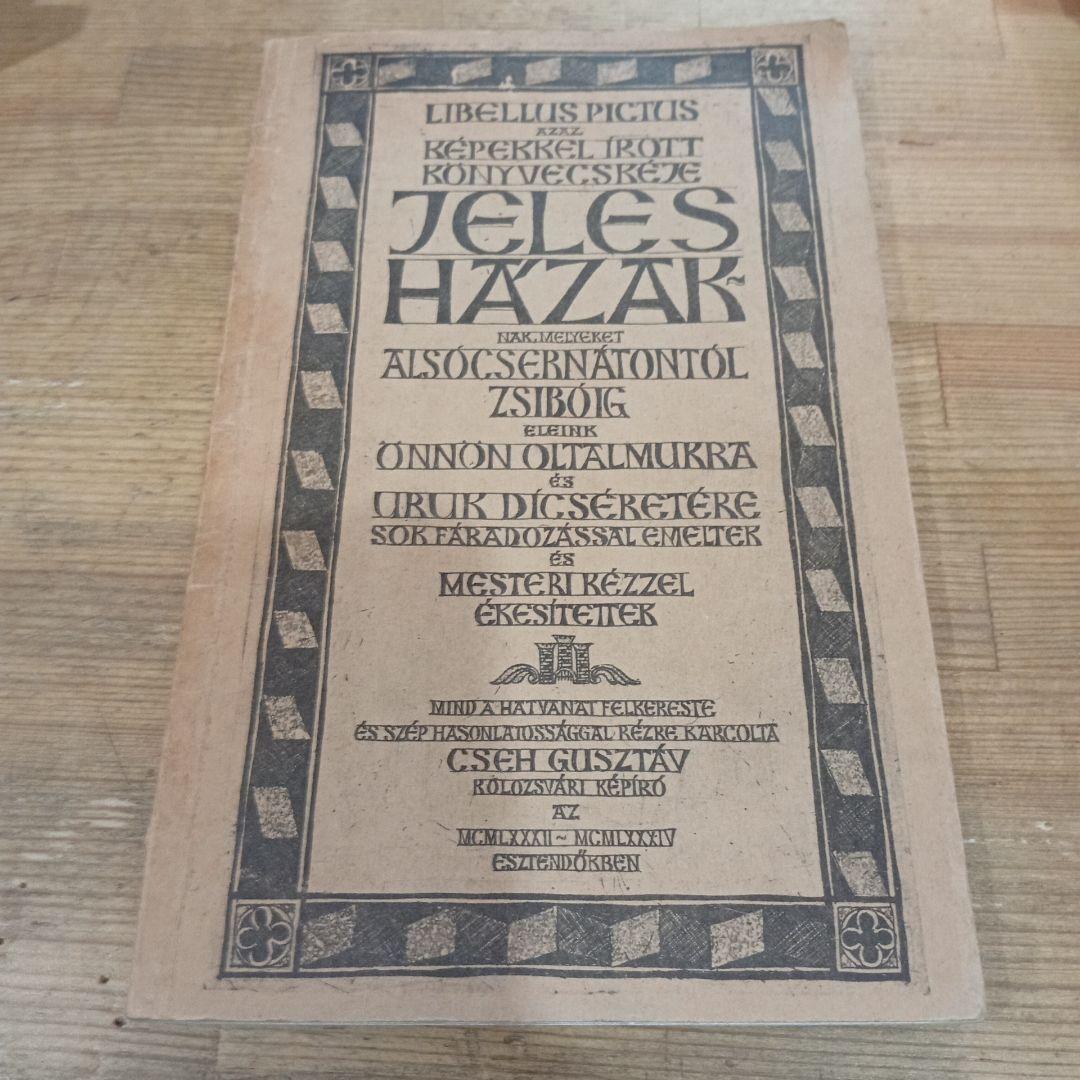 LIBELLUS PICTUS
AZAZ
KÉPEKKEL ÍROTT
KÖNYVECSKÉJE
JELES
HÁZAK~
NAK, MELYEKET
ALSÓCSERNÁTONTÓL
ZSIBÓIG
ELEINK
ÖNNÖN OLTALMUKRA
ÉS
URUK DÍCSÉRETÉRE
SOK FÁRADOZÁSSAL EMELTEK
ÉS
MESTERI KÉZZEL
ÉKESÍTETTEK
MIND A HATVANAT FELKERESTE
ÉS SZÉP HASONLATOSSÁGGAL RÉZRE KARCOLTA
CSEH GUSZTÁV
KOLOZSVÁRI KÉPÍRÓ
AZ
MCMLXXXII ~ MCMLXXXIV
ESZTENDŐKBEN